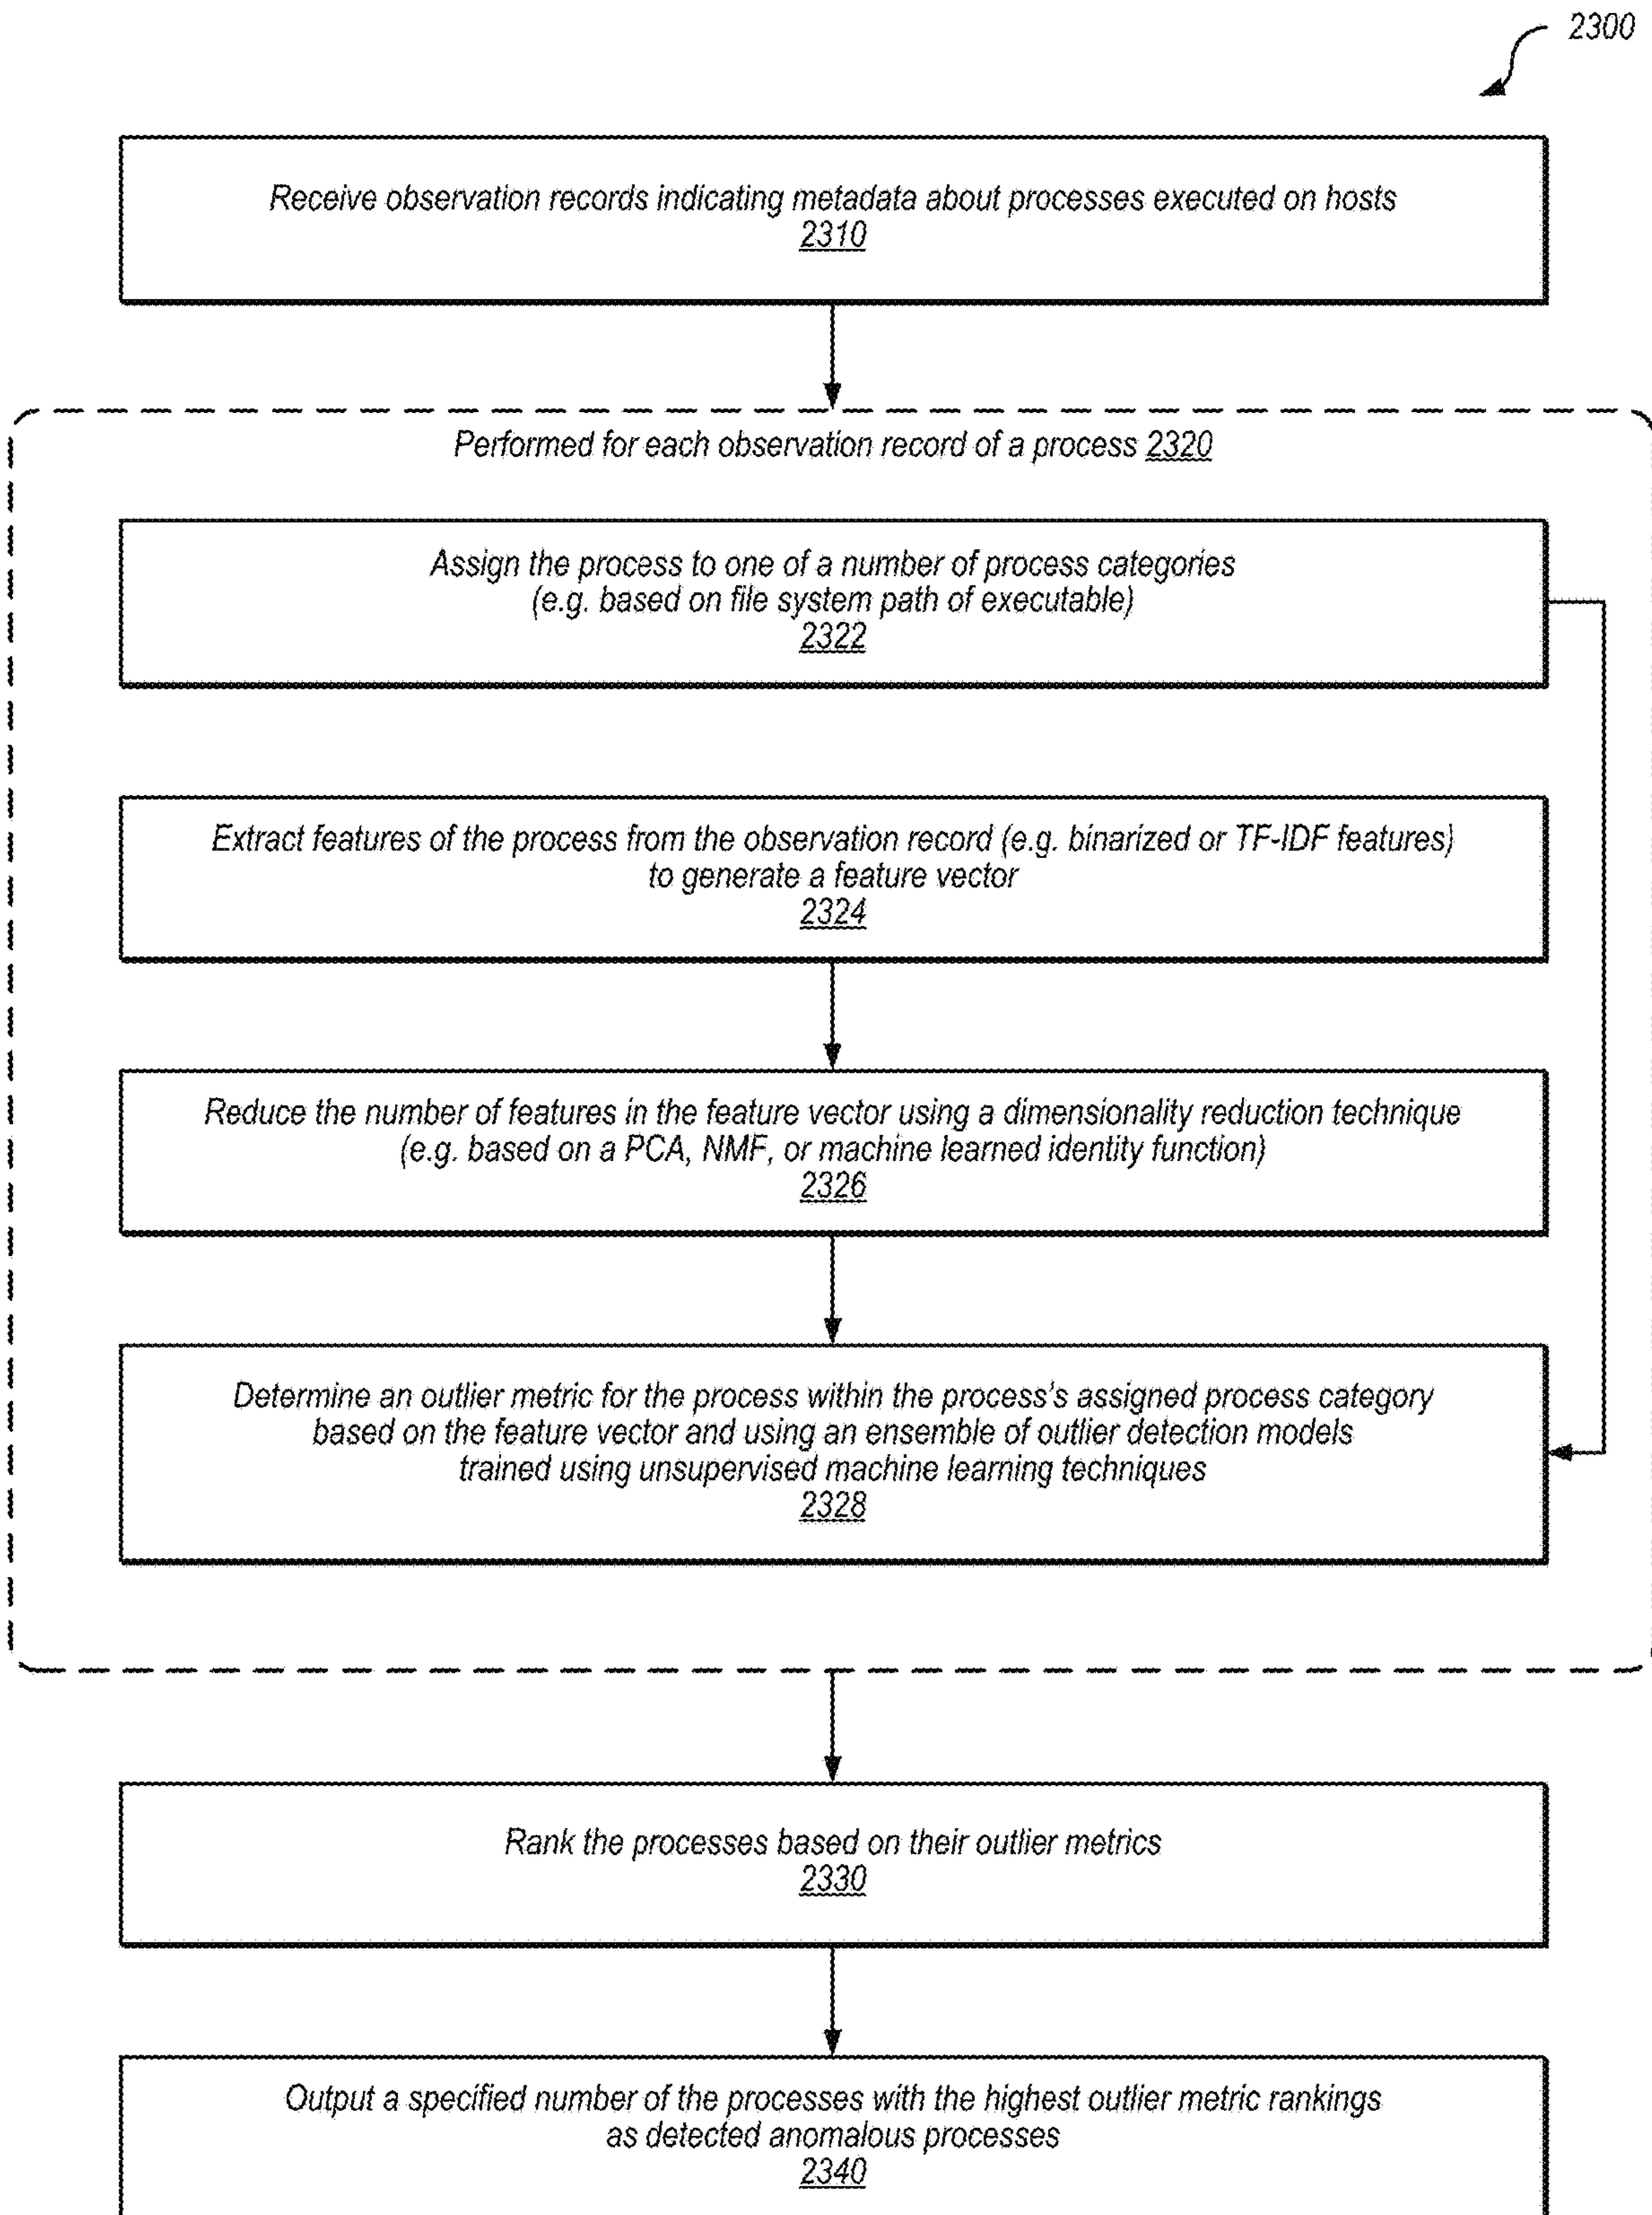 2300
Receive observation records indicating metadata about processes executed on hosts
2310
Performed for each observation record of a process 2320
Assign the process to one of a number of process categories
(e.g. based on file system path of executable)
2322
Extract features of the process from the observation record (e.g. binarized or TF-IDF features)
to generate a feature vector
2324
Reduce the number of features in the feature vector using a dimensionality reduction technique
(e.g. based on a PCA, NMF, or machine learned identity function)
2326
Determine an outlier metric for the process within the process's assigned process category
based on the feature vector and using an ensemble of outlier detection models
trained using unsupervised machine learning techniques
2328
Rank the processes based on their outlier metrics
2330
Output a specified number of the processes with the highest outlier metric rankings
as detected anomalous processes
2340